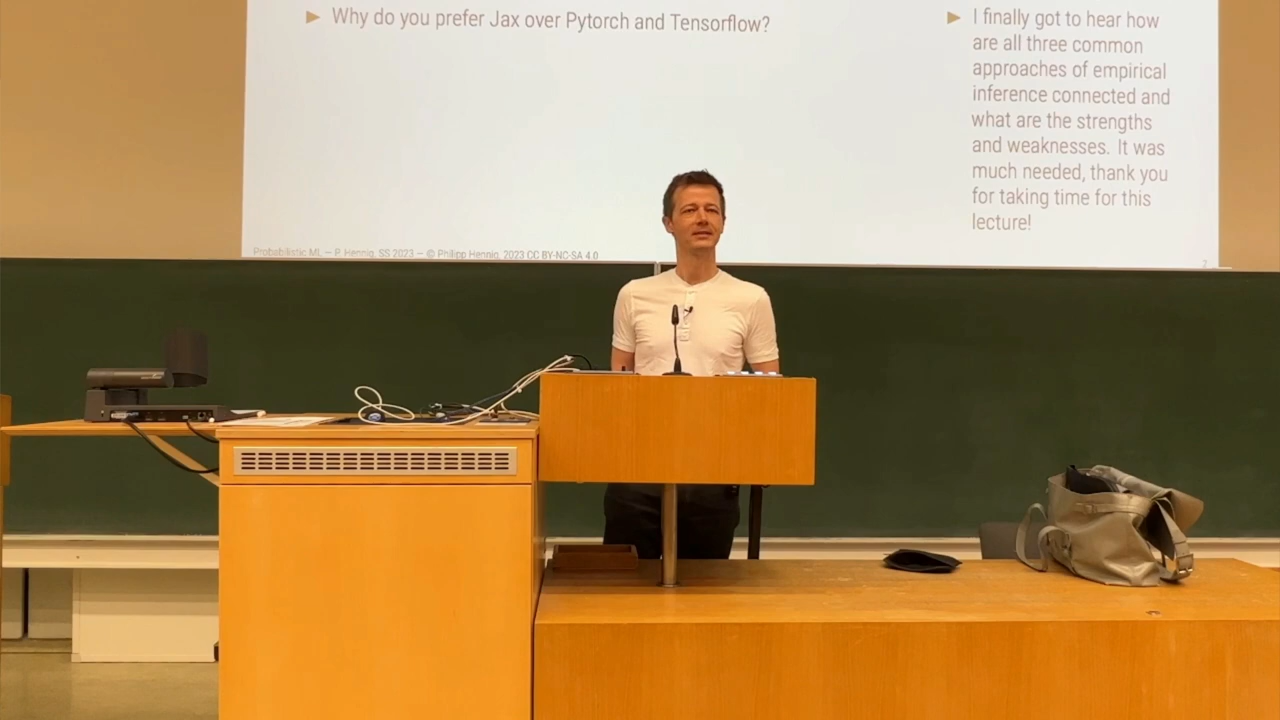 Why do you prefer Jax over Pytorch and Tensorflow?
I finally got to hear how
are all three common
approaches of empirical
inference connected and
what are the strengths
and weaknesses. It was
much needed, thank you
for taking time for this
lecture!
Probabilistic ML — P. Hennig, SS 2023 — © Philipp Hennig, 2023 CC BY-NC-SA 4.0
2